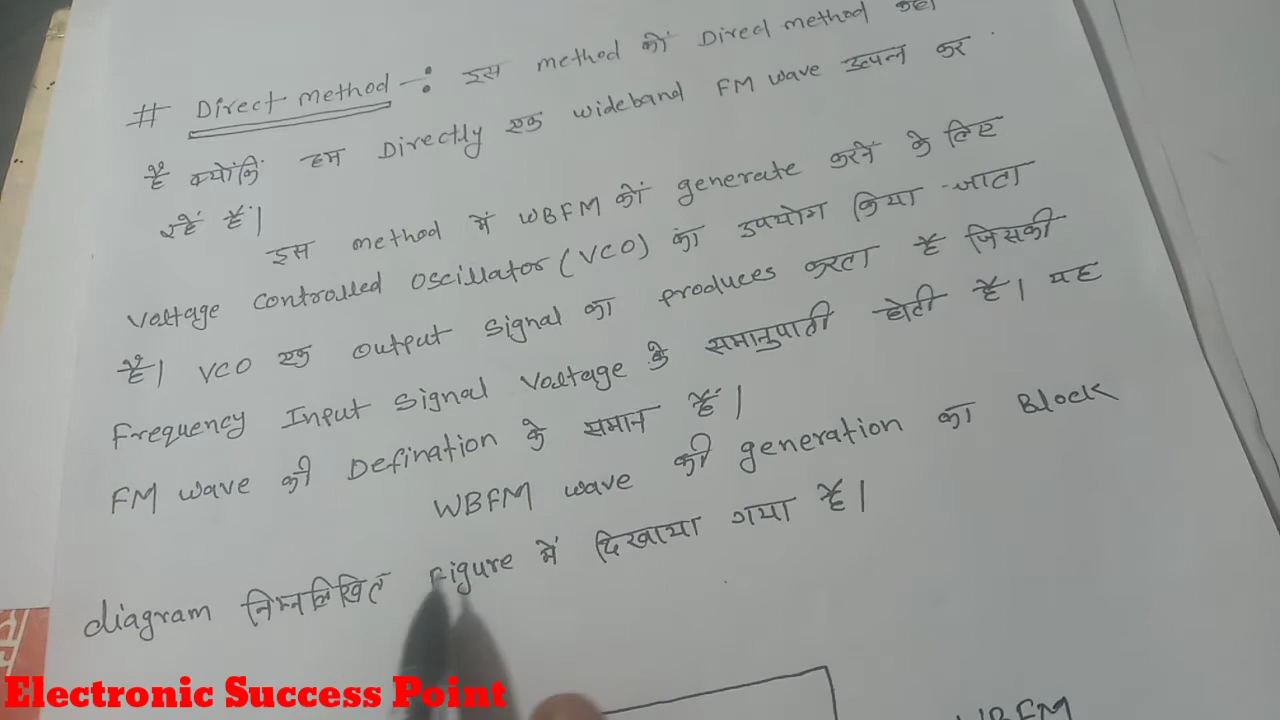 # Direct method -: इस method को Direct method कहा
है क्योंकि हम Directly एक wideband FM wave उत्पन्न कर
रहें हैं।
इस method में WBFM को generate करने के लिए
Voltage Controlled Oscillator (VCO) का उपयोग किया जाता
है। VCO एक Output Signal का produces करता है जिसकी
Frequency Input Signal Voltage के समानुपाती होती है। यह
FM wave की Defination के समान है।
WBFM wave की generation का Block
diagram निम्नलिखित Figure में दिखाया गया है।
WBFM
Electronic Success Point